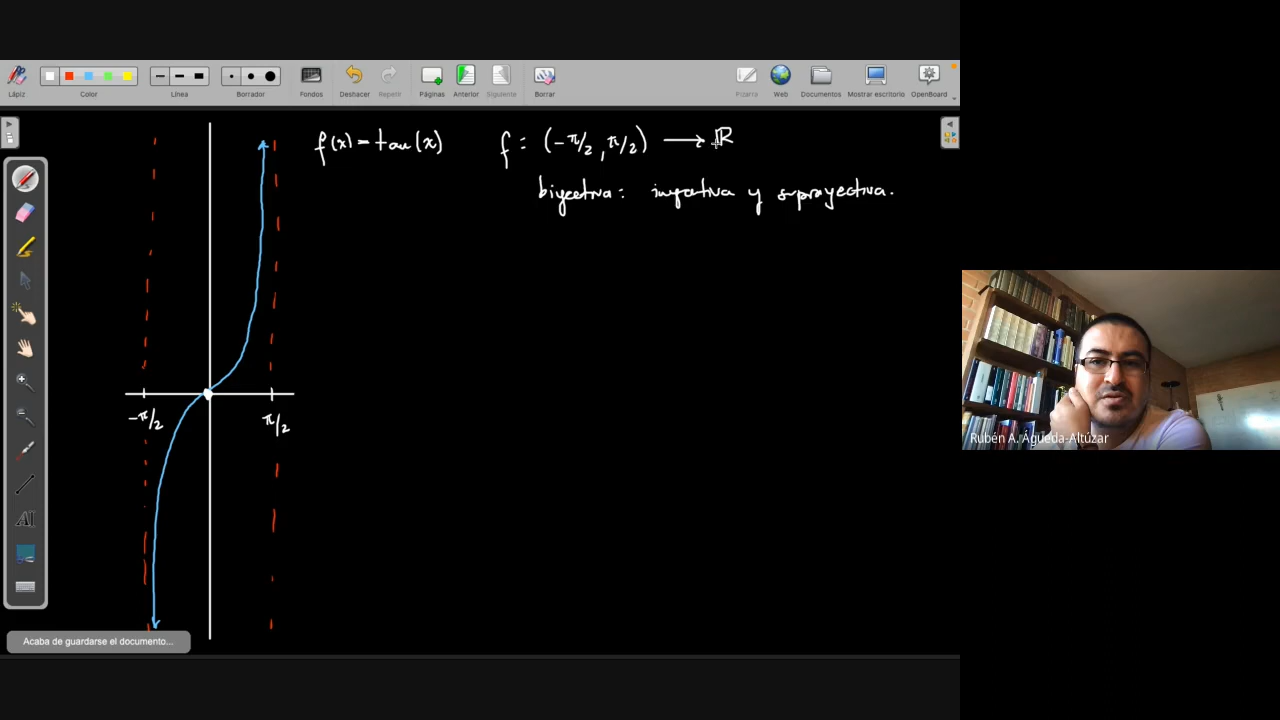 Lápiz
Color
Línea
Borrador
Fondos
Deshacer
Repetir
Páginas
Anterior
Siguiente
Borrar
Pizarra
Web
Documentos
Mostrar escritorio
OpenBoard
f(x) = tan(x)
f: (-π/2, π/2) ⟶ ℝ
biyectiva: inyectiva y suprayectiva.
-π/2
π/2
Rubén A. Águeda-Altúzar
Acaba de guardarse el documento...